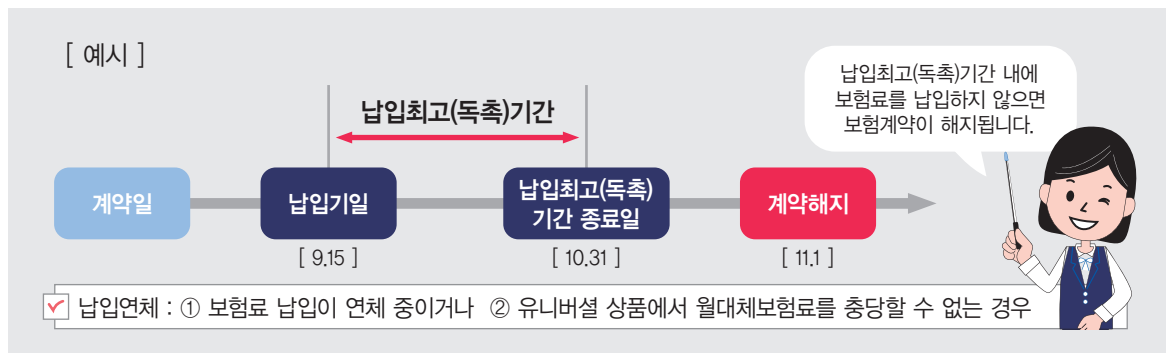 [ 예시 ]
납입최고(독촉)기간 내에
보험료를 납입하지 않으면
보험계약이 해지됩니다.
납입최고(독촉)기간
계약일
납입기일
납입최고(독촉)
기간 종료일
계약해지
[ 9.15 ]
[ 10.31 ]
[ 11.1 ]
납입연체 : ① 보험료 납입이 연체 중이거나 ② 유니버셜 상품에서 월대체보험료를 충당할 수 없는 경우